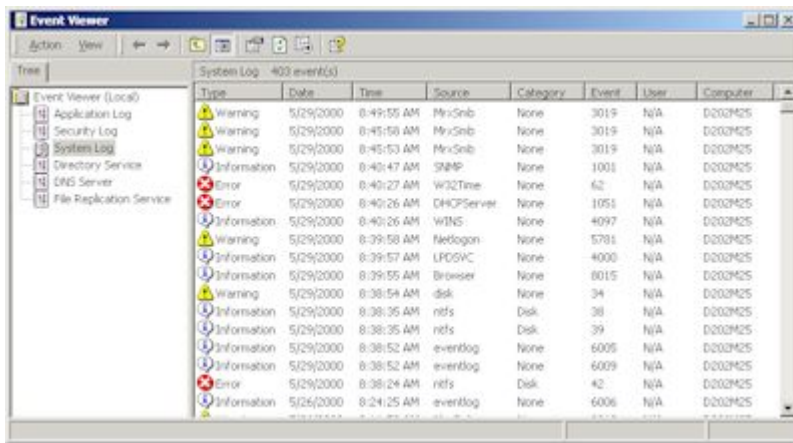 Event Viewer
Action View
Tree
System Log 403 event(s)
Event Viewer (Local)
Application Log
Security Log
System Log
Directory Service
DNS Server
File Replication Service
Type Date Time Source Category Event User Computer
Warning 5/29/2000 8:49:55 AM MrxSmb None 3019 N/A D202M25
Warning 5/29/2000 8:45:58 AM MrxSmb None 3019 N/A D202M25
Warning 5/29/2000 8:45:53 AM MrxSmb None 3019 N/A D202M25
Information 5/29/2000 8:40:47 AM SNMP None 1001 N/A D202M25
Error 5/29/2000 8:40:27 AM W32Time None 62 N/A D202M25
Error 5/29/2000 8:40:26 AM DHCPServer None 1051 N/A D202M25
Information 5/29/2000 8:40:26 AM WINS None 4097 N/A D202M25
Warning 5/29/2000 8:39:58 AM Netlogon None 5781 N/A D202M25
Information 5/29/2000 8:39:57 AM LPDSVC None 4000 N/A D202M25
Information 5/29/2000 8:39:55 AM Browser None 8015 N/A D202M25
Warning 5/29/2000 8:38:54 AM disk None 34 N/A D202M25
Information 5/29/2000 8:38:35 AM ntfs Disk 38 N/A D202M25
Information 5/29/2000 8:38:35 AM ntfs Disk 39 N/A D202M25
Information 5/29/2000 8:38:52 AM eventlog None 6005 N/A D202M25
Information 5/29/2000 8:38:52 AM eventlog None 6009 N/A D202M25
Error 5/29/2000 8:38:24 AM ntfs Disk 42 N/A D202M25
Information 5/26/2000 8:24:25 AM eventlog None 6006 N/A D202M25